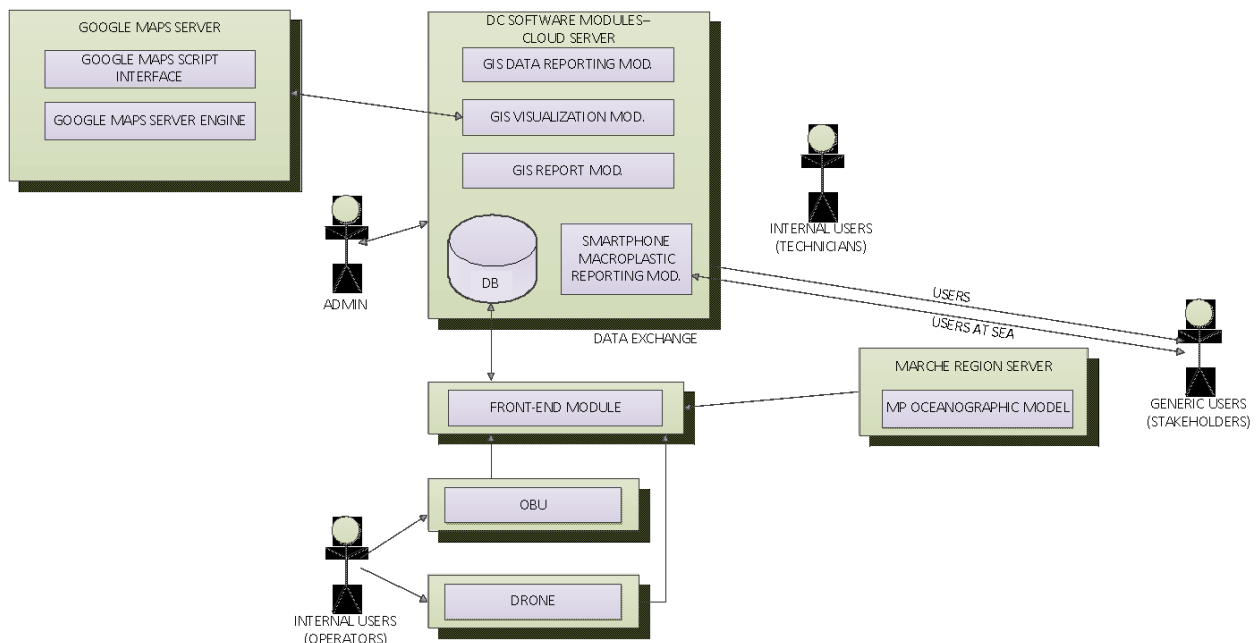 GOOGLE MAPS SERVER
GOOGLE MAPS SCRIPT
INTERFACE
GOOGLE MAPS SERVER ENGINE
DC SOFTWARE MODULES–
CLOUD SERVER
GIS DATA REPORTING MOD.
GIS VISUALIZATION MOD.
GIS REPORT MOD.
DB
SMARTPHONE
MACROPLASTIC
REPORTING MOD.
ADMIN
INTERNAL USERS
(TECHNICIANS)
USERS
USERS AT SEA
DATA EXCHANGE
MARCHE REGION SERVER
MP OCEANOGRAPHIC MODEL
GENERIC USERS
(STAKEHOLDERS)
FRONT-END MODULE
OBU
DRONE
INTERNAL USERS
(OPERATORS)